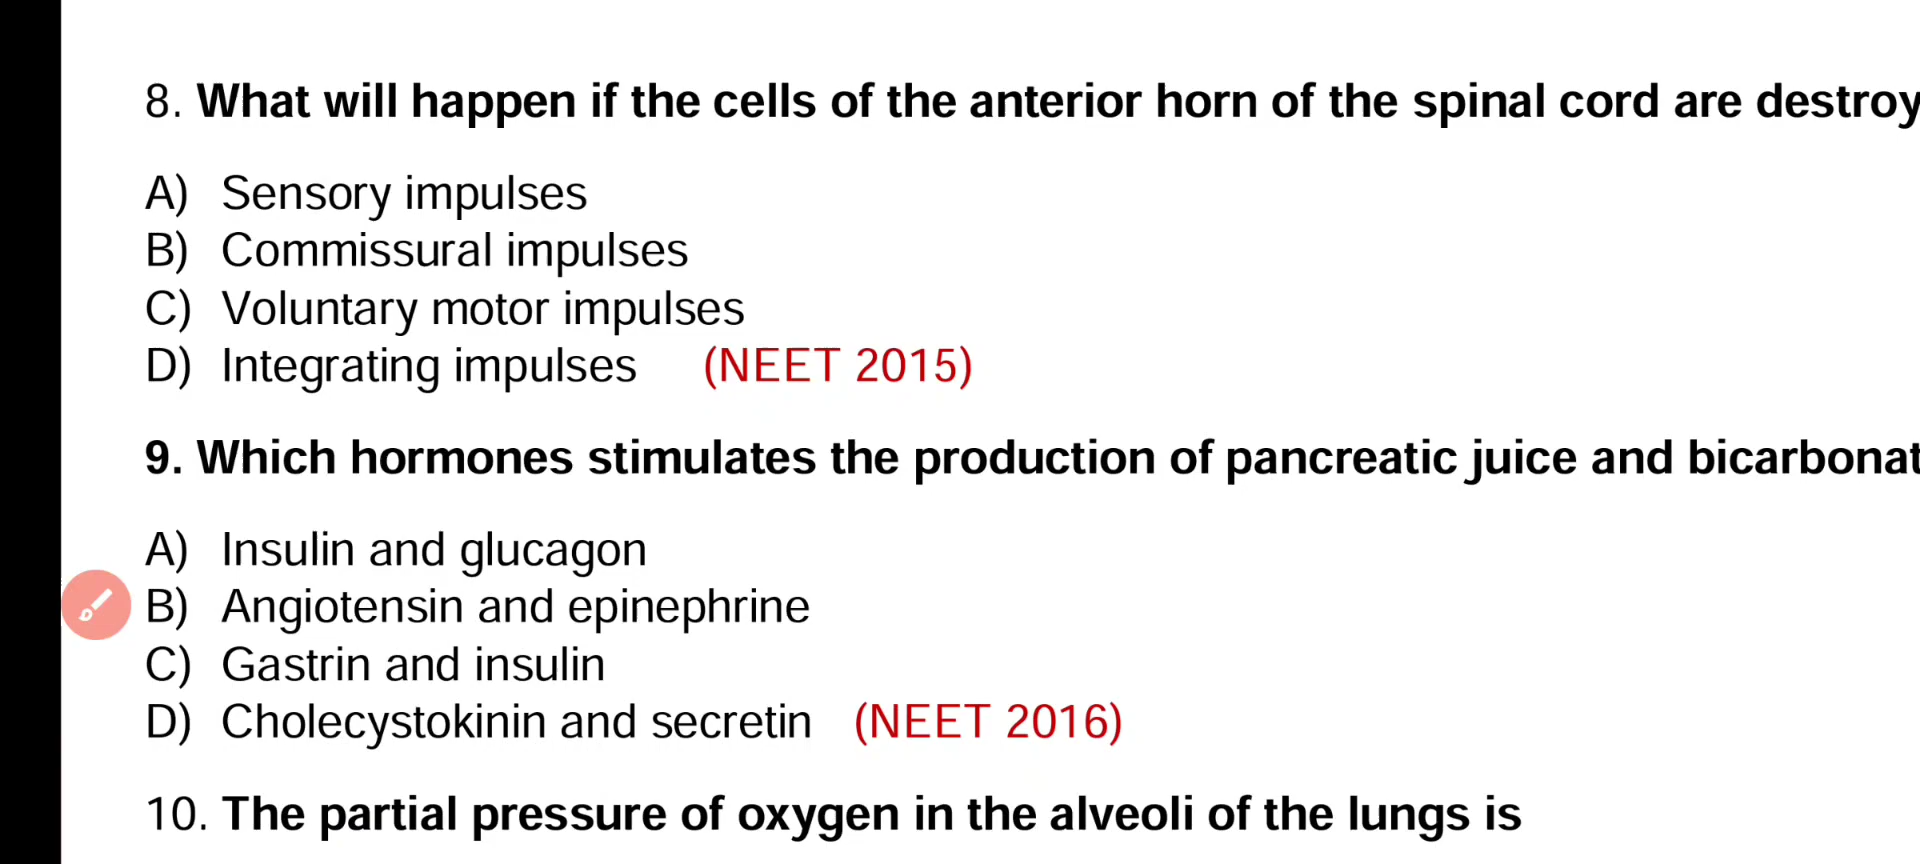 8. What will happen if the cells of the anterior horn of the spinal cord are destroy
A) Sensory impulses
B) Commissural impulses
C) Voluntary motor impulses
D) Integrating impulses (NEET 2015)
9. Which hormones stimulates the production of pancreatic juice and bicarbonat
A) Insulin and glucagon
B) Angiotensin and epinephrine
C) Gastrin and insulin
D) Cholecystokinin and secretin (NEET 2016)
10. The partial pressure of oxygen in the alveoli of the lungs is